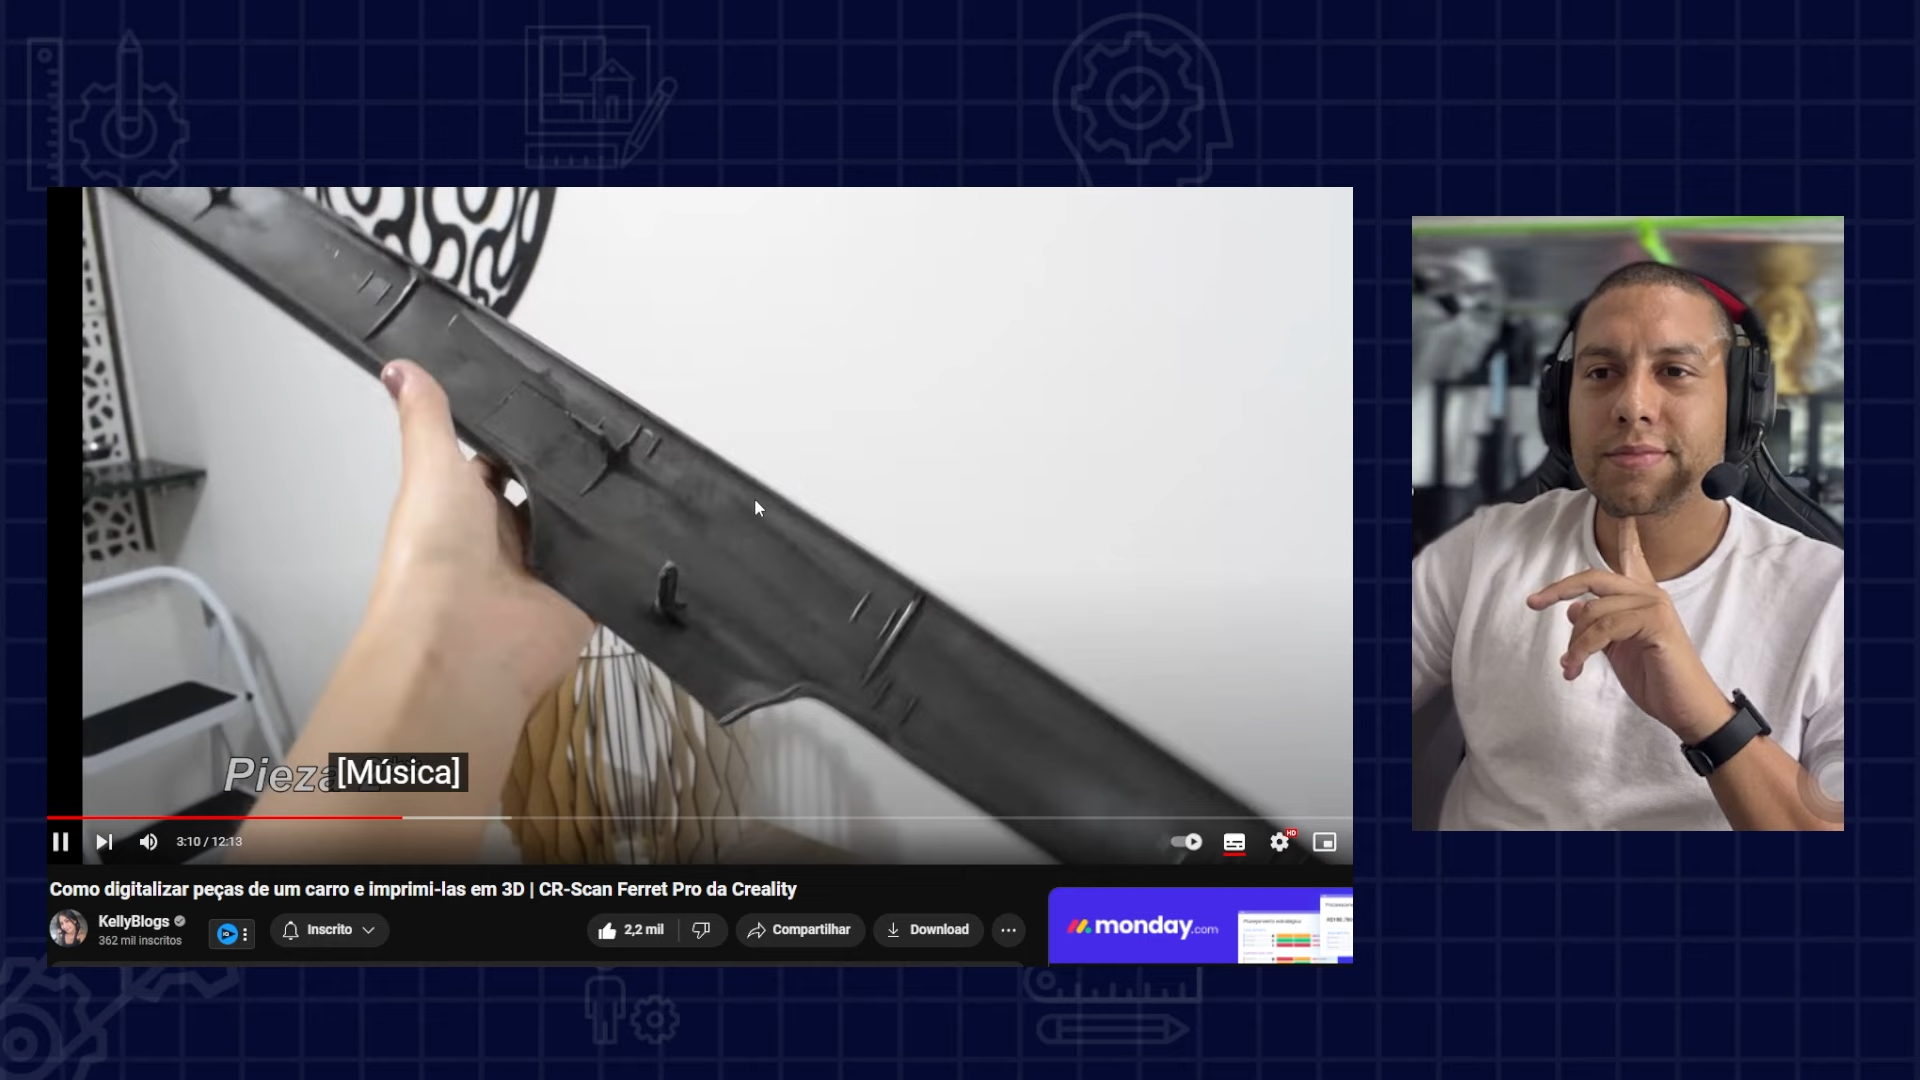 Pieza
[Música]
3:10 / 12:13
HD
Como digitalizar peças de um carro e imprimi-las em 3D | CR-Scan Ferret Pro da Creality
KellyBlogs
362 mil inscritos
Inscrito
2,2 mil
Compartilhar
Download
monday.com